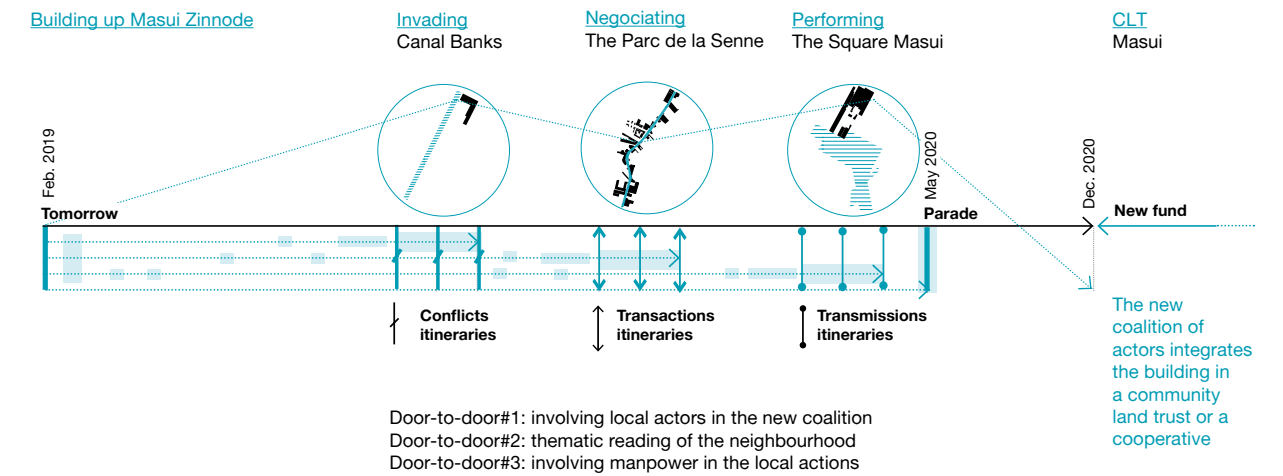 Building up Masui Zinnode
Invading
Canal Banks
Negociating
The Parc de la Senne
Performing
The Square Masui
CLT
Masui
Feb. 2019
May 2020
Dec. 2020
Tomorrow
Parade
New fund
Conflicts
itineraries
Transactions
itineraries
Transmissions
itineraries
The new
coalition of
actors integrates
the building in
a community
land trust or a
cooperative
Door-to-door#1: involving local actors in the new coalition
Door-to-door#2: thematic reading of the neighbourhood
Door-to-door#3: involving manpower in the local actions